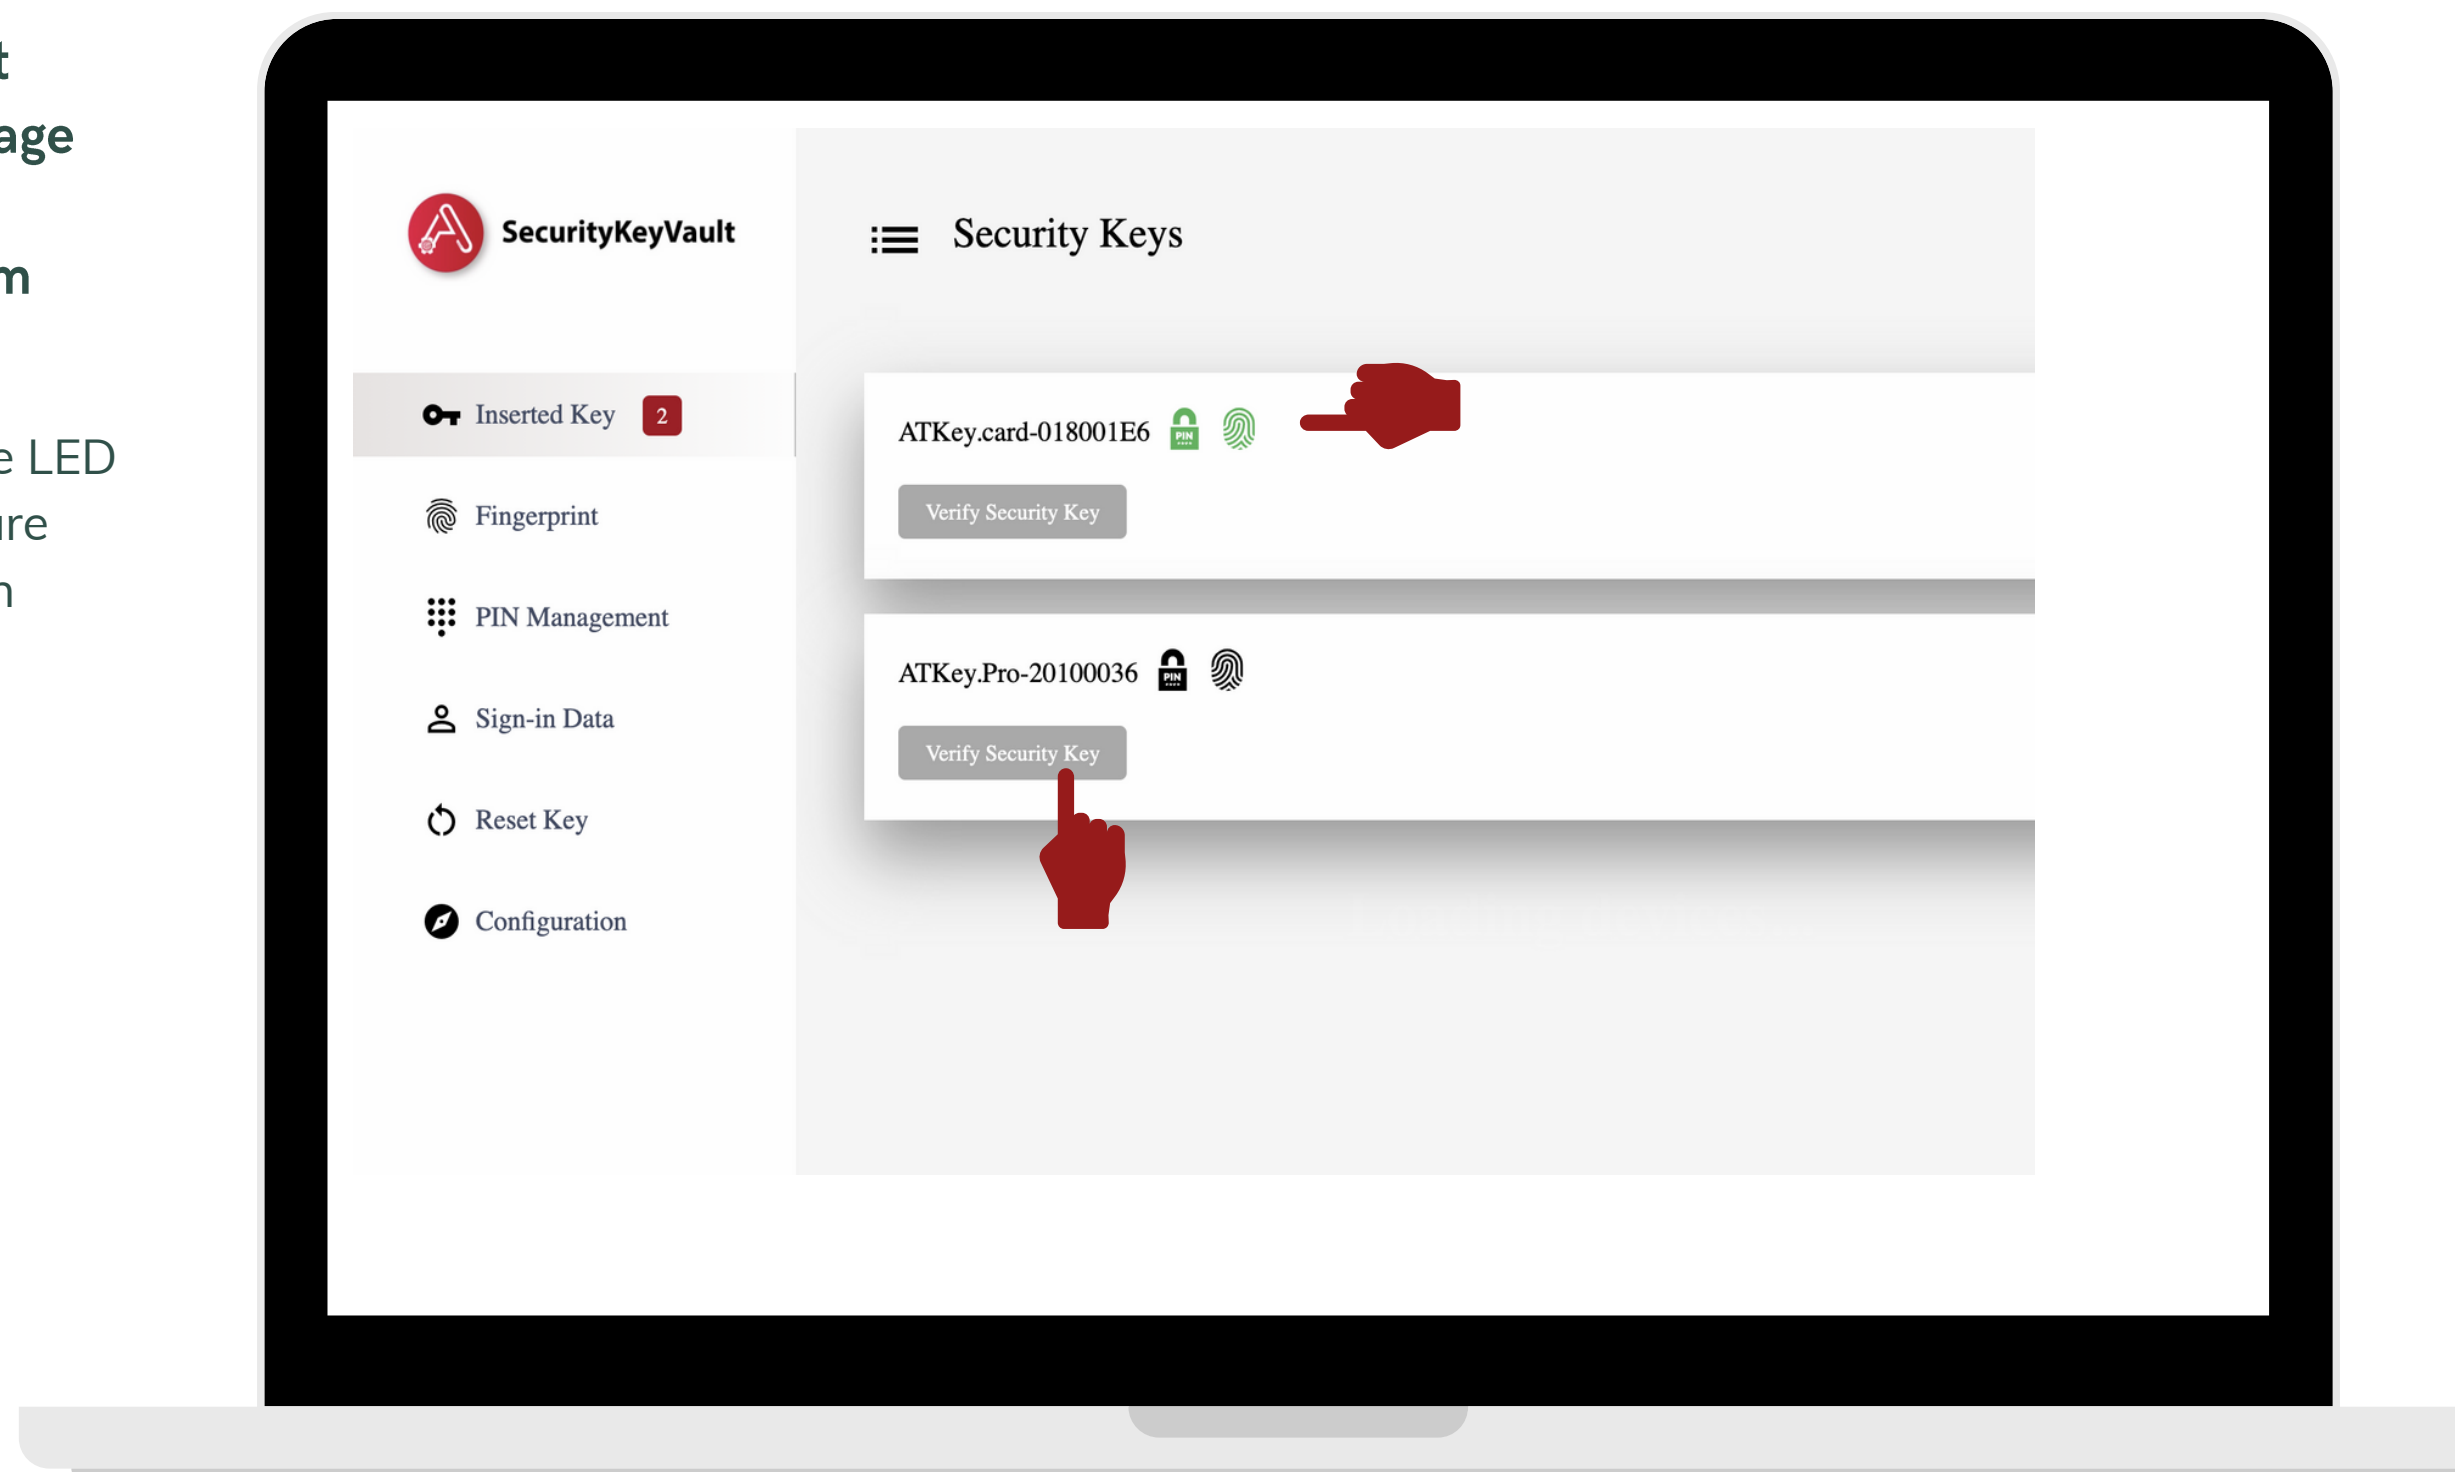 t
age
m
e LED
ure
n
SecurityKeyVault
Security Keys
Inserted Key 2
Fingerprint
PIN Management
Sign-in Data
Reset Key
Configuration
ATKey.card-018001E6 PIN
Verify Security Key
ATKey.Pro-20100036 PIN
Verify Security Key